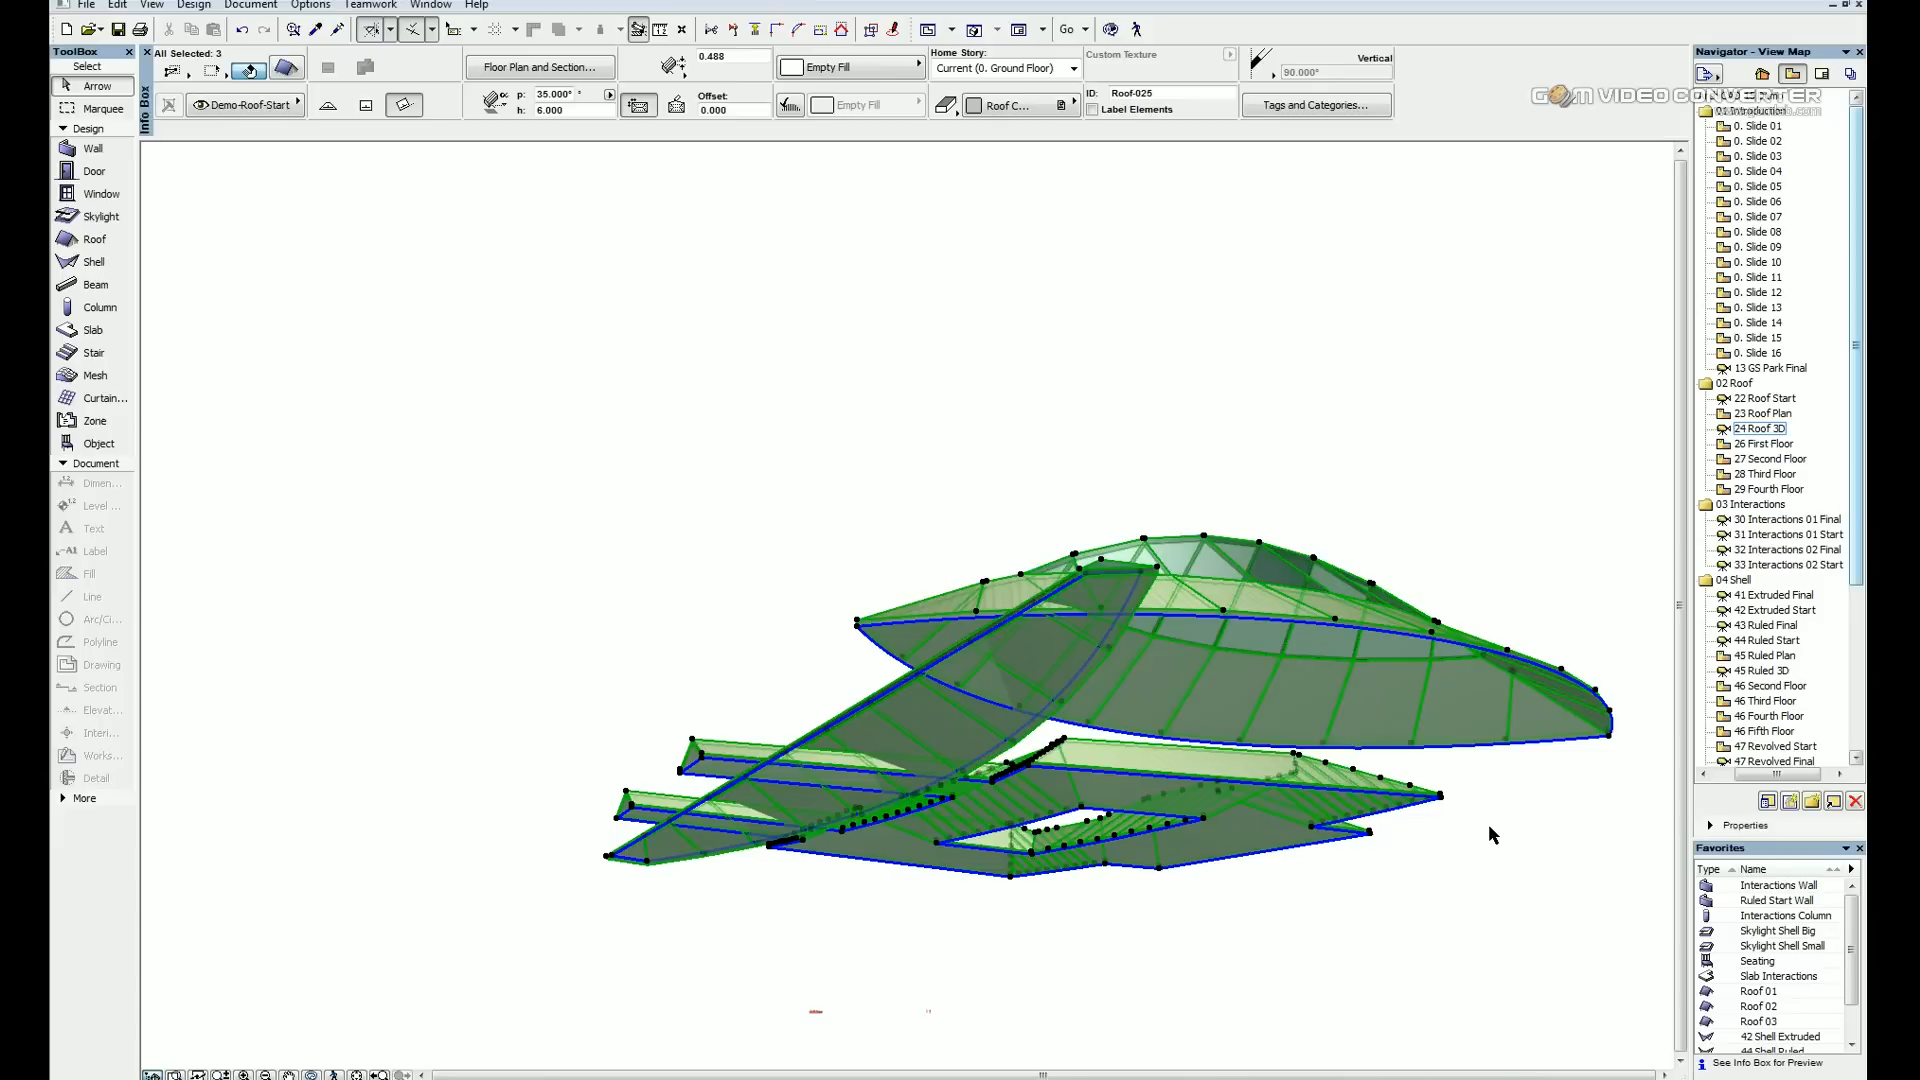 File Edit View Design Document Options Teamwork Window Help
Go
ToolBox
Select
Arrow
Marquee
Design
Wall
Door
Window
Skylight
Roof
Shell
Beam
Column
Slab
Stair
Mesh
Curtain...
Zone
Object
Document
Dimen...
Level ...
Text
Label
Fill
Line
Arc/Ci...
Polyline
Drawing
Section
Elevat...
Interi...
Works...
Detail
More
Info Box
All Selected: 3
Demo-Roof-Start
Floor Plan and Section...
p: 35.000°
h: 6.000
0.488
Offset:
0.000
Empty Fill
Empty Fill
Home Story:
Current (0. Ground Floor)
Roof C...
Custom Texture
ID: Roof-025
Label Elements
Vertical
90.000°
Tags and Categories...
GOM VIDEO CONVERTER
Navigator - View Map
01 Introduction
0. Slide 01
0. Slide 02
0. Slide 03
0. Slide 04
0. Slide 05
0. Slide 06
0. Slide 07
0. Slide 08
0. Slide 09
0. Slide 10
0. Slide 11
0. Slide 12
0. Slide 13
0. Slide 14
0. Slide 15
0. Slide 16
13 GS Park Final
02 Roof
22 Roof Start
23 Roof Plan
24 Roof 3D
26 First Floor
27 Second Floor
28 Third Floor
29 Fourth Floor
03 Interactions
30 Interactions 01 Final
31 Interactions 01 Start
32 Interactions 02 Final
33 Interactions 02 Start
04 Shell
41 Extruded Final
42 Extruded Start
43 Ruled Final
44 Ruled Start
45 Ruled Plan
45 Ruled 3D
46 Second Floor
46 Third Floor
46 Fourth Floor
46 Fifth Floor
47 Revolved Start
47 Revolved Final
Properties
Favorites
Type Name
Interactions Wall
Ruled Start Wall
Interactions Column
Skylight Shell Big
Skylight Shell Small
Seating
Slab Interactions
Roof 01
Roof 02
Roof 03
42 Shell Extruded
44 Shell Ruled
See Info Box for Preview